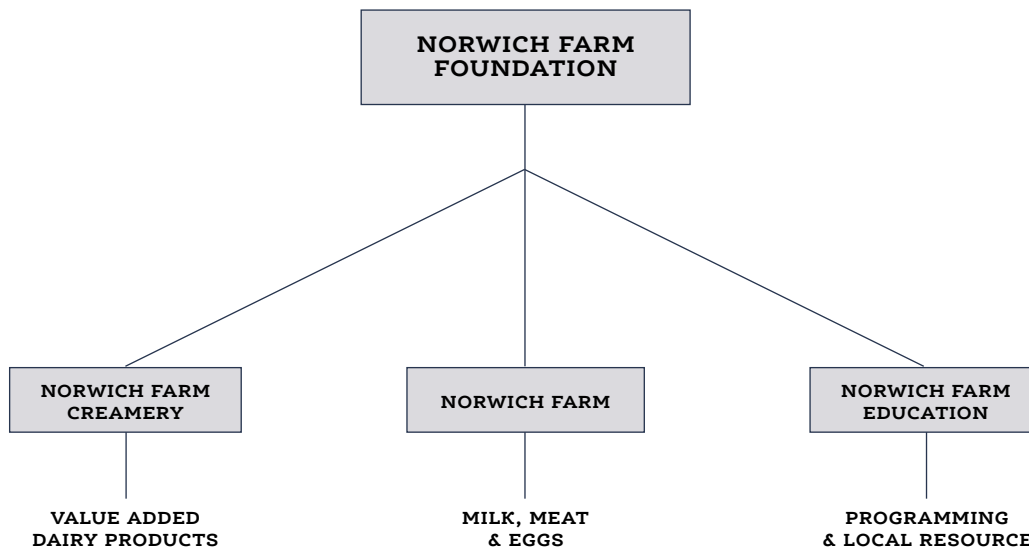 NORWICH FARM
FOUNDATION
NORWICH FARM
CREAMERY
NORWICH FARM
NORWICH FARM
EDUCATION
VALUE ADDED
DAIRY PRODUCTS
MILK, MEAT
& EGGS
PROGRAMMING
& LOCAL RESOURCE